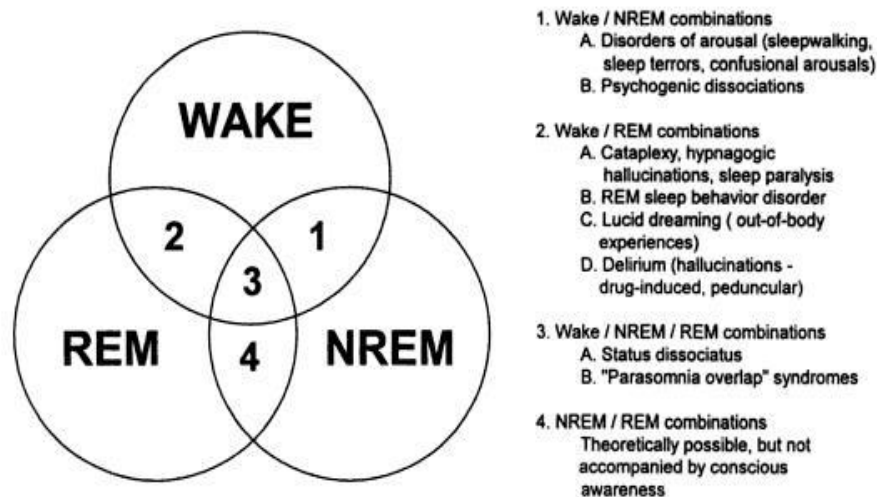 WAKE
2
1
3
REM
4
NREM
1. Wake / NREM combinations
A. Disorders of arousal (sleepwalking,
sleep terrors, confusional arousals)
B. Psychogenic dissociations
2. Wake / REM combinations
A. Cataplexy, hypnagogic
hallucinations, sleep paralysis
B. REM sleep behavior disorder
C. Lucid dreaming ( out-of-body
experiences)
D. Delirium (hallucinations -
drug-induced, peduncular)
3. Wake / NREM / REM combinations
A. Status dissociatus
B. "Parasomnia overlap" syndromes
4. NREM / REM combinations
Theoretically possible, but not
accompanied by conscious
awareness